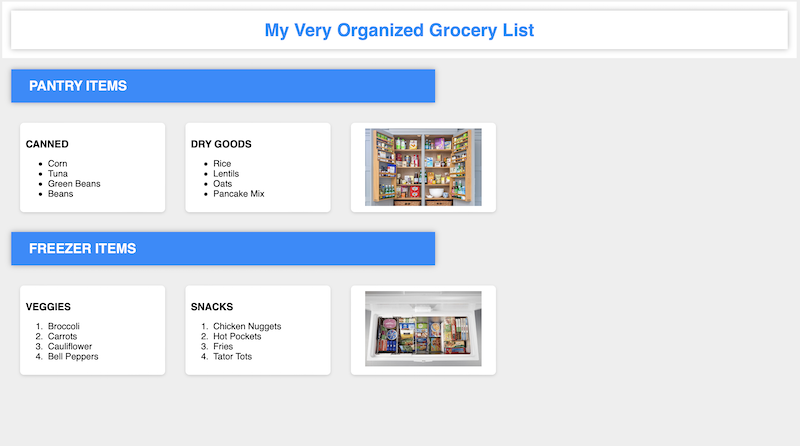 My Very Organized Grocery List
PANTRY ITEMS
CANNED
• Corn
• Tuna
• Green Beans
• Beans
DRY GOODS
• Rice
• Lentils
• Oats
• Pancake Mix
FREEZER ITEMS
VEGGIES
1. Broccoli
2. Carrots
3. Cauliflower
4. Bell Peppers
SNACKS
1. Chicken Nuggets
2. Hot Pockets
3. Fries
4. Tator Tots